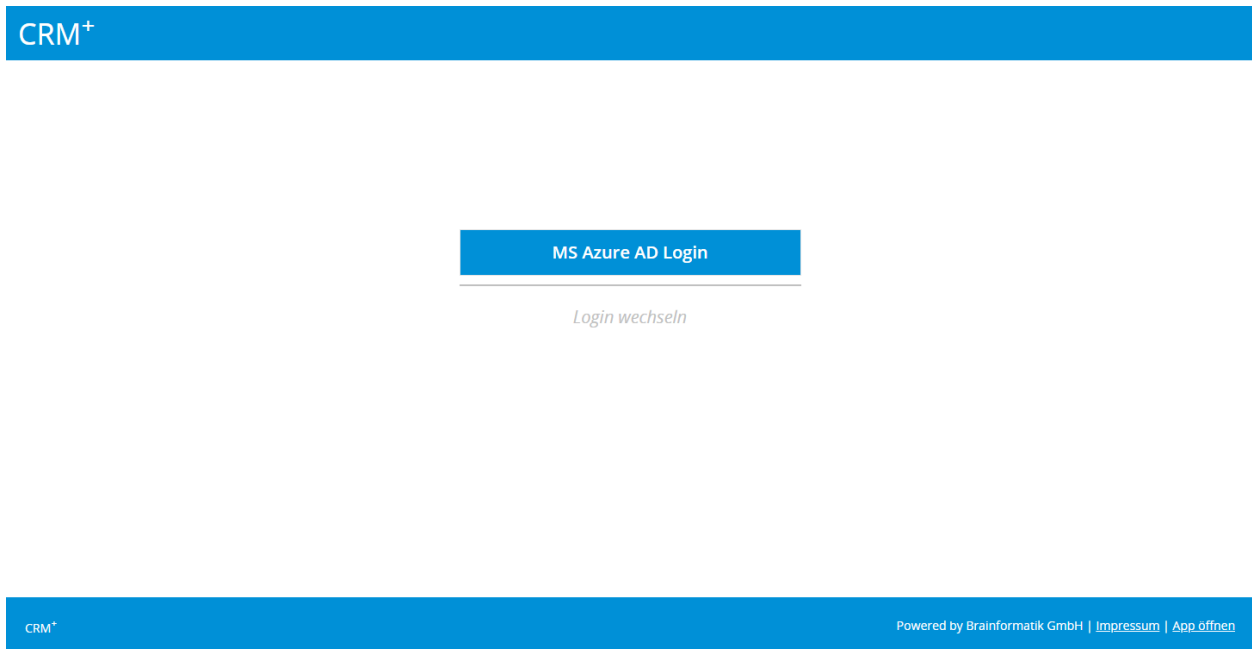 CRM⁺
MS Azure AD Login
Login wechseln
CRM⁺
Powered by Brainformatik GmbH | Impressum | App öffnen